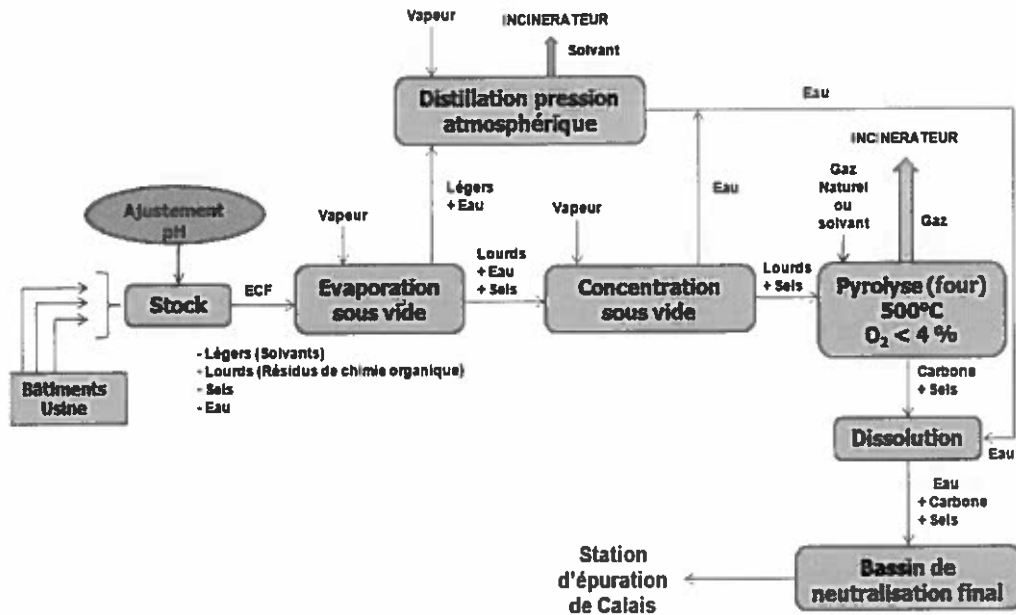 Vapeur
INCINERATEUR
Solvant
Distillation pression
atmosphérique
Eau
INCINERATEUR
Gaz
Naturel
ou
solvant
Gaz
Ajustement
pH
Légers
+ Eau
Eau
Vapeur
Vapeur
Stock
ECF
Evaporation
sous vide
Lourds
+ Eau
+ Sels
Concentration
sous vide
Lourds
+ Sels
Pyrolyse (four)
500°C
O₂ < 4 %
- Légers (Solvants)
- Lourds (Résidus de chimie organique)
- Sels
- Eau
Bâtiments
Usine
Carbone
+ Sels
Dissolution
Eau
Eau
+ Carbone
+ Sels
Station
d'épuration
de Calais
Bassin de
neutralisation final